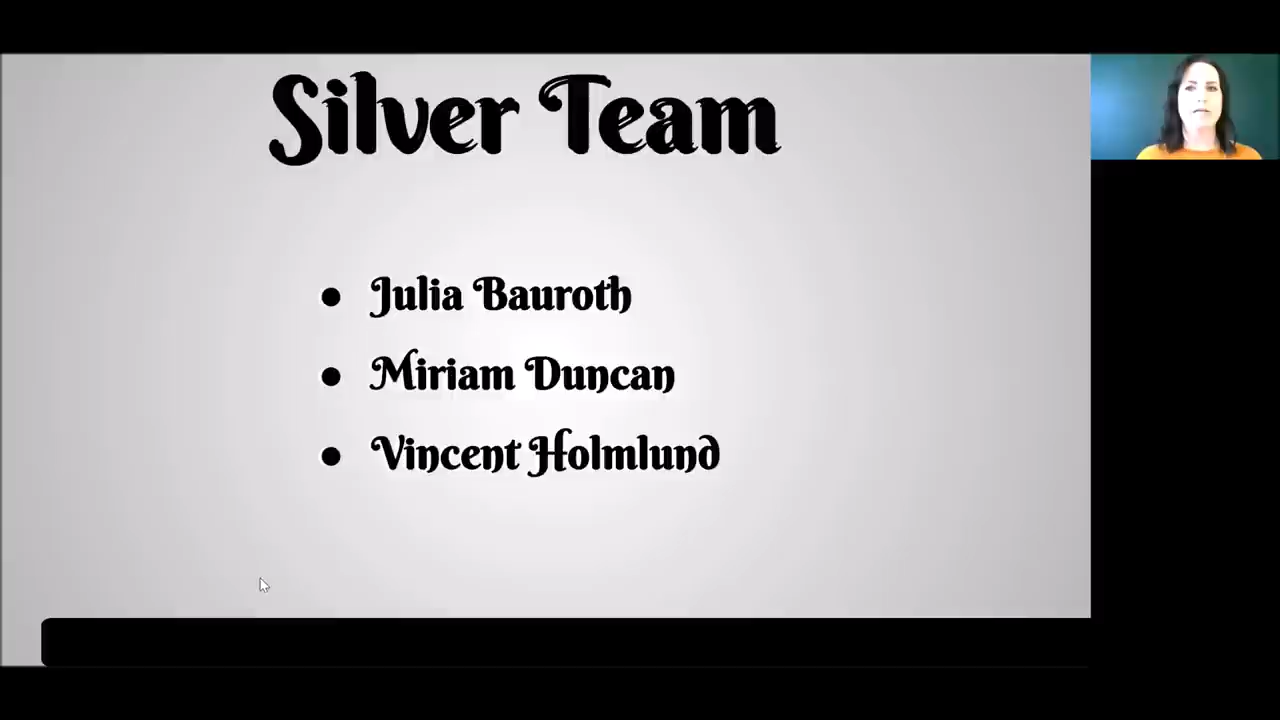 Silver Team
● Julia Bauroth
● Miriam Duncan
● Vincent Holmlund